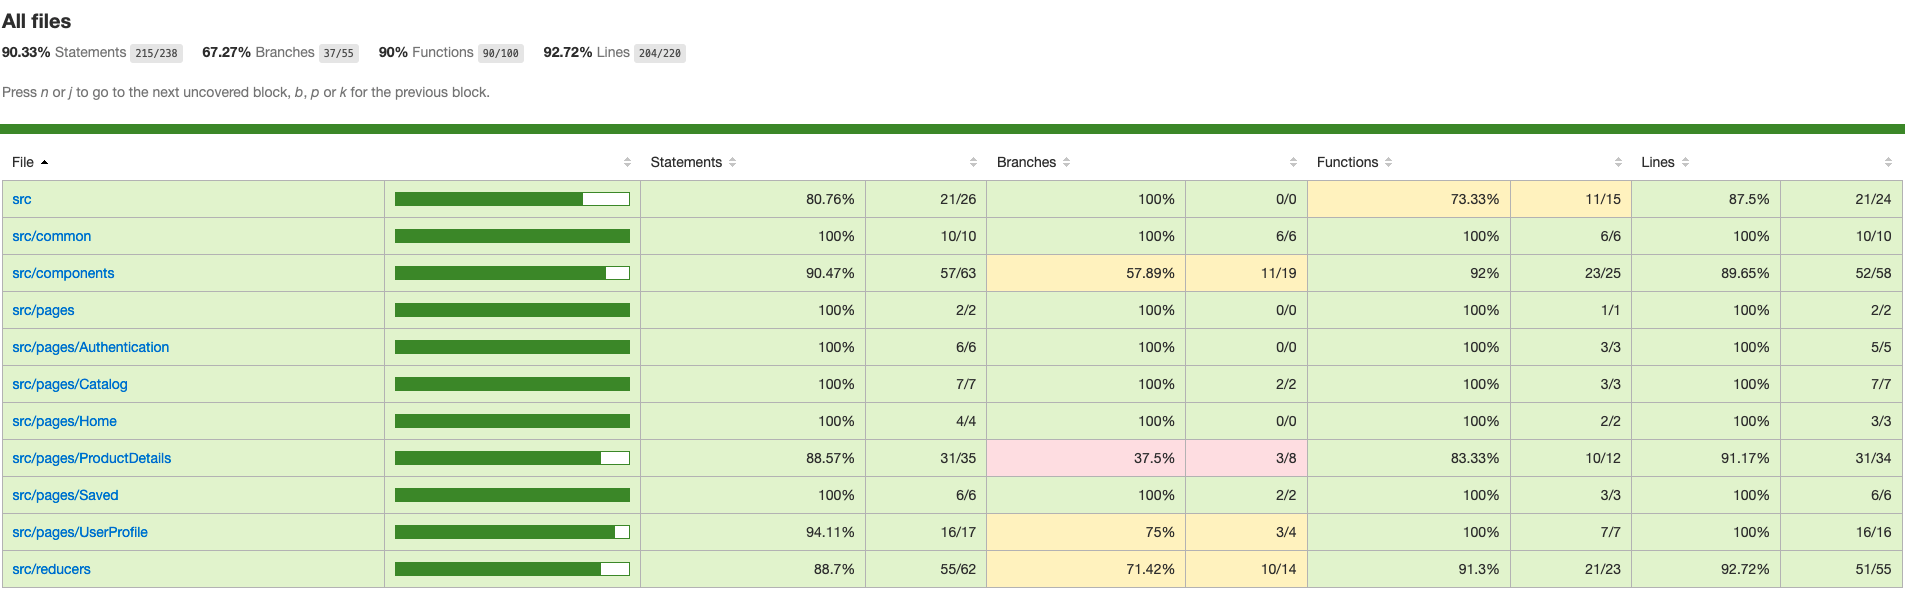 All files
90.33% Statements 215/238 67.27% Branches 37/55 90% Functions 90/100 92.72% Lines 204/220
Press n or j to go to the next uncovered block, b, p or k for the previous block.
File Statements Branches Functions Lines
src 80.76% 21/26 100% 0/0 73.33% 11/15 87.5% 21/24
src/common 100% 10/10 100% 6/6 100% 6/6 100% 10/10
src/components 90.47% 57/63 57.89% 11/19 92% 23/25 89.65% 52/58
src/pages 100% 2/2 100% 0/0 100% 1/1 100% 2/2
src/pages/Authentication 100% 6/6 100% 0/0 100% 3/3 100% 5/5
src/pages/Catalog 100% 7/7 100% 2/2 100% 3/3 100% 7/7
src/pages/Home 100% 4/4 100% 0/0 100% 2/2 100% 3/3
src/pages/ProductDetails 88.57% 31/35 37.5% 3/8 83.33% 10/12 91.17% 31/34
src/pages/Saved 100% 6/6 100% 2/2 100% 3/3 100% 6/6
src/pages/UserProfile 94.11% 16/17 75% 3/4 100% 7/7 100% 16/16
src/reducers 88.7% 55/62 71.42% 10/14 91.3% 21/23 92.72% 51/55